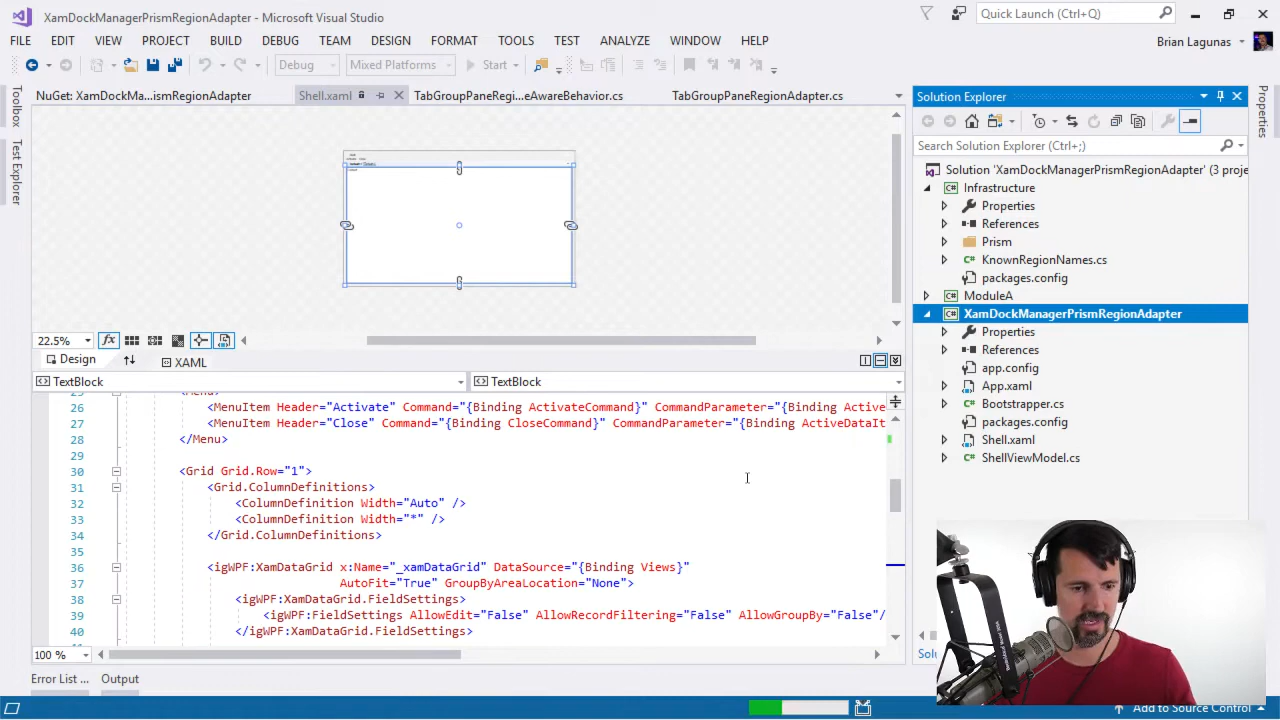 XamDockManagerPrismRegionAdapter - Microsoft Visual Studio
Quick Launch (Ctrl+Q)
FILE EDIT VIEW PROJECT BUILD DEBUG TEAM DESIGN FORMAT TOOLS TEST ANALYZE WINDOW HELP
Brian Lagunas
Debug Mixed Platforms Start
NuGet: XamDockMa...ismRegionAdapter Shell.xaml TabGroupPaneRegi...eAwareBehavior.cs TabGroupPaneRegionAdapter.cs
Toolbox
Test Explorer
Properties
Solution Explorer
Search Solution Explorer (Ctrl+;)
Solution 'XamDockManagerPrismRegionAdapter' (3 proje
Infrastructure
Properties
References
Prism
KnownRegionNames.cs
packages.config
ModuleA
XamDockManagerPrismRegionAdapter
Properties
References
app.config
App.xaml
Bootstrapper.cs
packages.config
Shell.xaml
ShellViewModel.cs
22.5%
Design XAML
TextBlock TextBlock
26 <MenuItem Header="Activate" Command="{Binding ActivateCommand}" CommandParameter="{Binding Active
27 <MenuItem Header="Close" Command="{Binding CloseCommand}" CommandParameter="{Binding ActiveDataIt
28 </Menu>
29
30 <Grid Grid.Row="1">
31 <Grid.ColumnDefinitions>
32 <ColumnDefinition Width="Auto" />
33 <ColumnDefinition Width="*" />
34 </Grid.ColumnDefinitions>
35
36 <igWPF:XamDataGrid x:Name="_xamDataGrid" DataSource="{Binding Views}"
37 AutoFit="True" GroupByAreaLocation="None">
38 <igWPF:XamDataGrid.FieldSettings>
39 <igWPF:FieldSettings AllowEdit="False" AllowRecordFiltering="False" AllowGroupBy="False"/
40 </igWPF:XamDataGrid.FieldSettings>
100 %
Error List ... Output
Add to Source Control